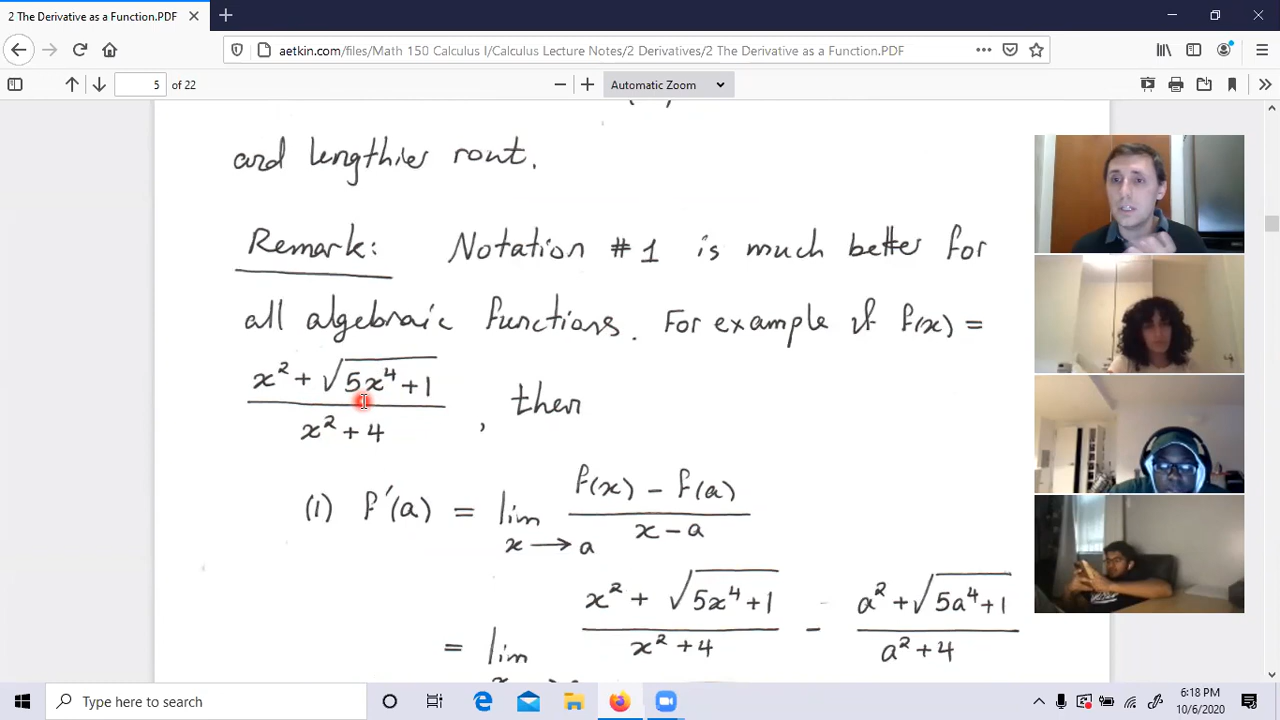 2 The Derivative as a Function.PDF
aetkin.com/files/Math 150 Calculus I/Calculus Lecture Notes/2 Derivatives/2 The Derivative as a Function.PDF
5 of 22
Automatic Zoom
and lengthier rout.
Remark: Notation #1 is much better for
all algebraic functions. For example if f(x) =
x² + √(5x⁴+1)
x² + 4
, then
(1) f'(a) = lim x→a f(x) - f(a) / x - a
= lim x² + √(5x⁴+1) / x² + 4 - a² + √(5a⁴+1) / a² + 4
Type here to search
6:18 PM
10/6/2020